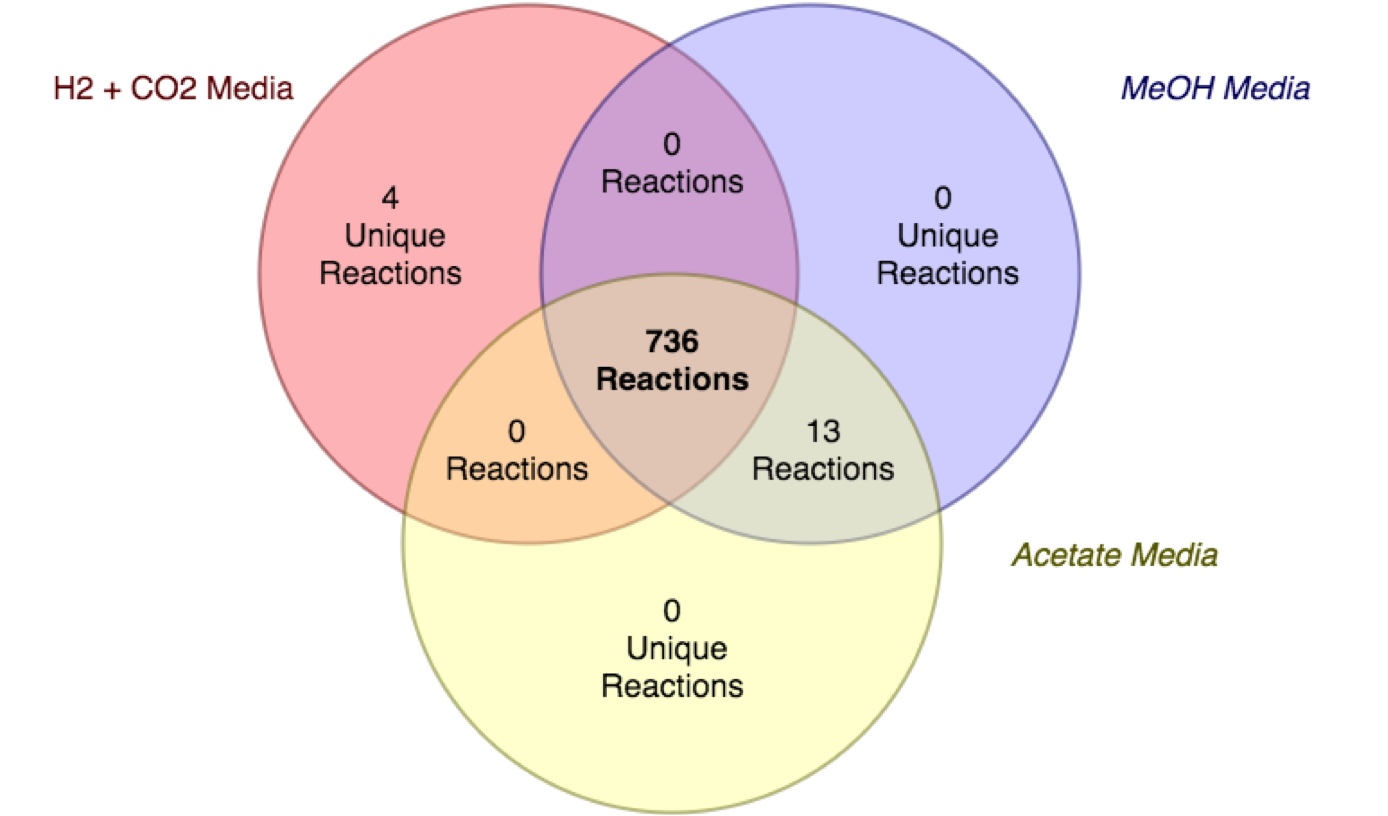 H2 + CO2 Media
MeOH Media
0
Reactions
4
Unique
Reactions
0
Unique
Reactions
736
Reactions
0
Reactions
13
Reactions
Acetate Media
0
Unique
Reactions